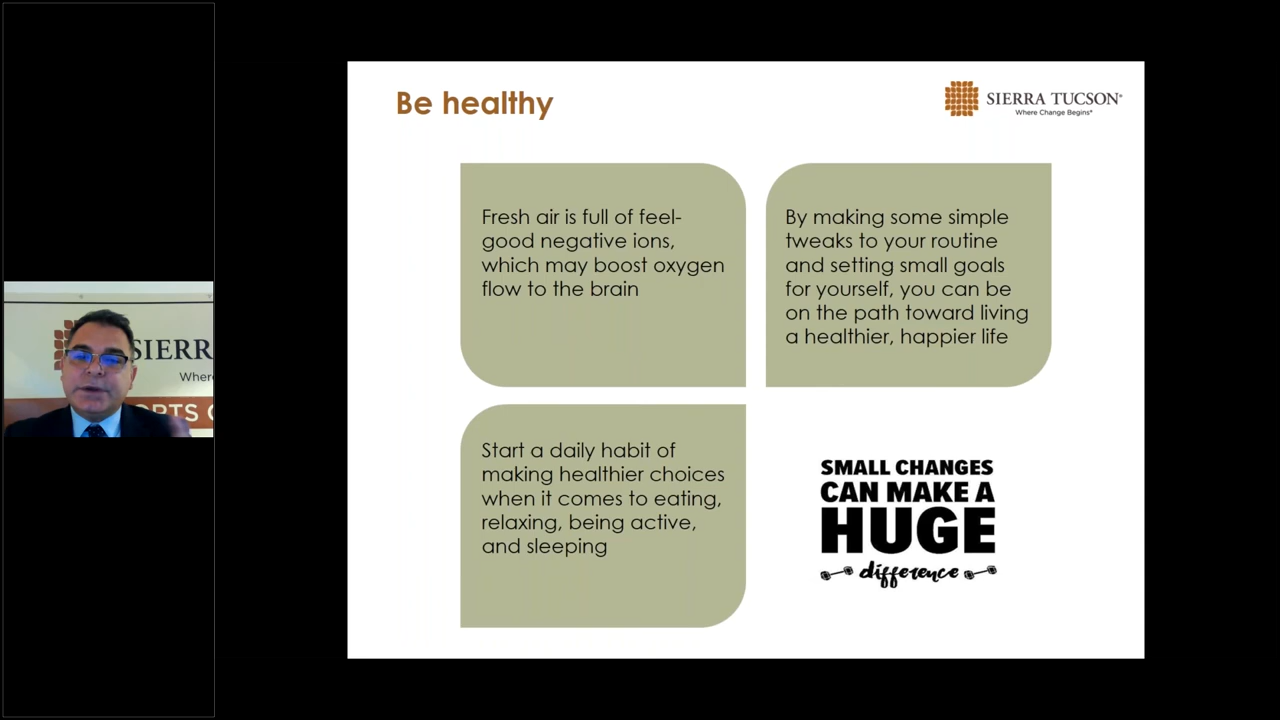 Be healthy
SIERRA TUCSON®
Where Change Begins®
Fresh air is full of feel-
good negative ions,
which may boost oxygen
flow to the brain
By making some simple
tweaks to your routine
and setting small goals
for yourself, you can be
on the path toward living
a healthier, happier life
Start a daily habit of
making healthier choices
when it comes to eating,
relaxing, being active,
and sleeping
SMALL CHANGES
CAN MAKE A
HUGE
difference
SIERR
Wher
ORTS